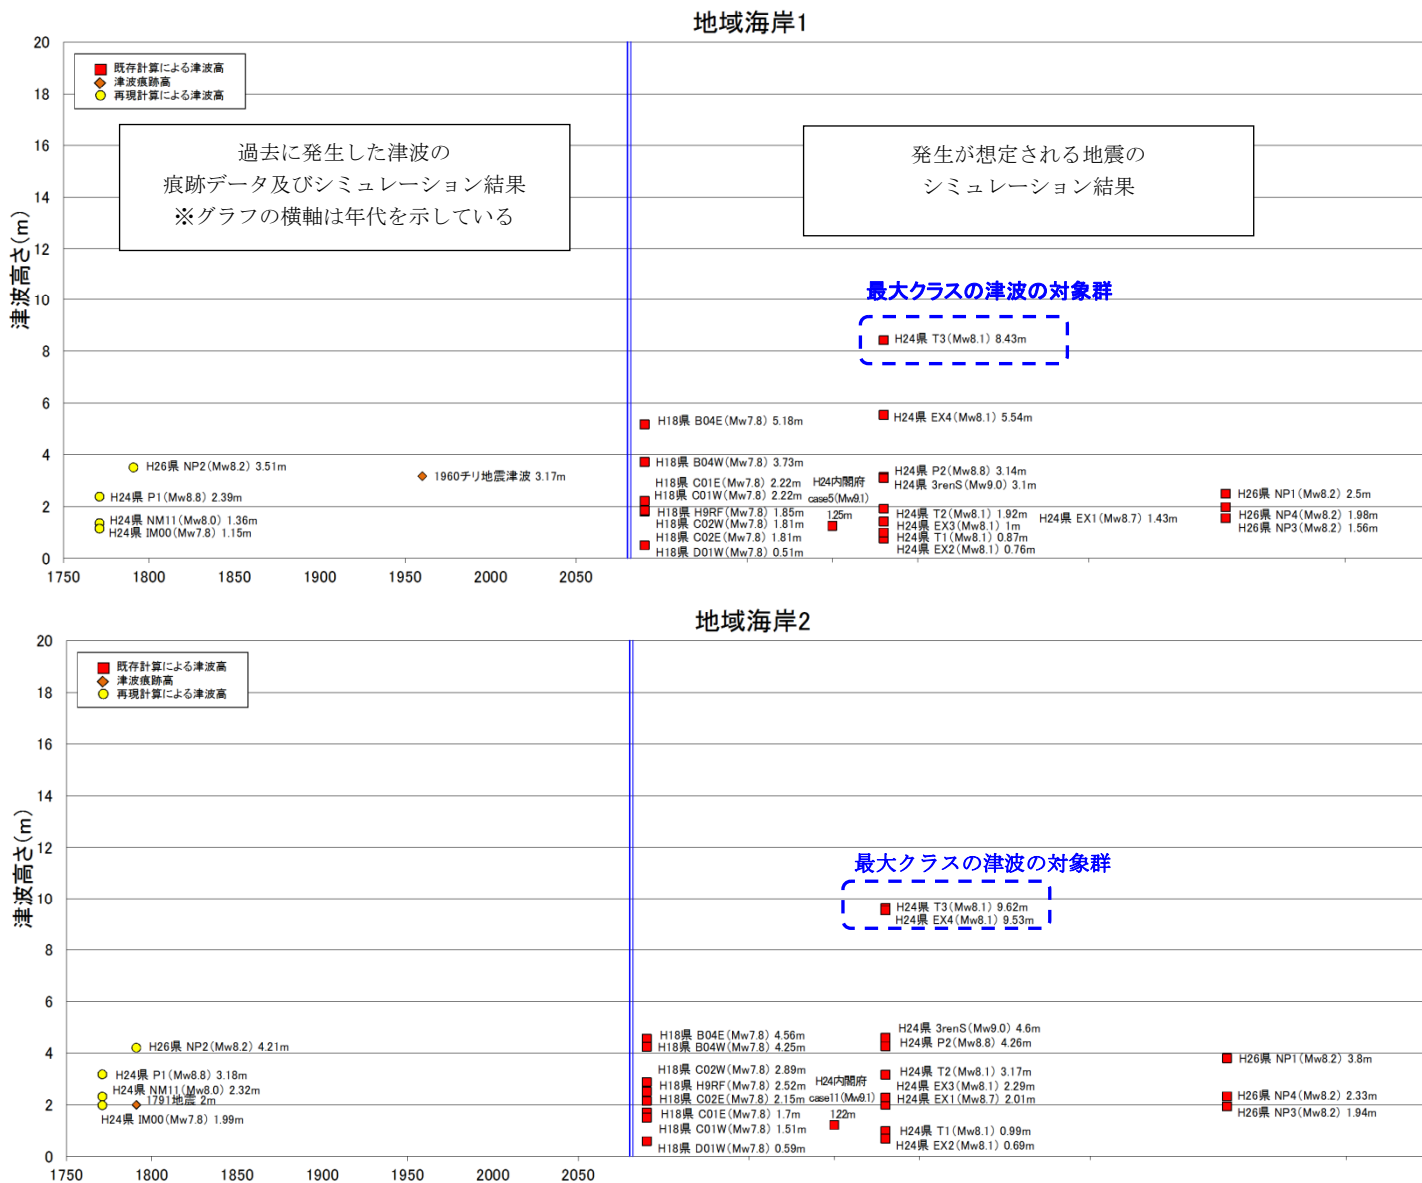 地域海岸1
20
18
16
14
12
10
8
6
4
2
0
津波高さ(m)
既存計算による津波高
津波痕跡高
再現計算による津波高
過去に発生した津波の
痕跡データ及びシミュレーション結果
※グラフの横軸は年代を示している
発生が想定される地震の
シミュレーション結果
最大クラスの津波の対象群
H24県 T3(Mw8.1) 8.43m
H24県 EX4(Mw8.1) 5.54m
H18県 B04E(Mw7.8) 5.18m
H18県 B04W(Mw7.8) 3.73m
H26県 NP2(Mw8.2) 3.51m
1960チリ地震津波 3.17m
H24県 P1(Mw8.8) 2.39m
H24県 NM11(Mw8.0) 1.36m
H24県 IM00(Mw7.8) 1.15m
H18県 C01E(Mw7.8) 2.22m
H18県 C01W(Mw7.8) 2.22m
H18県 H9RF(Mw7.8) 1.85m
H18県 C02W(Mw7.8) 1.81m
H18県 C02E(Mw7.8) 1.81m
H18県 D01W(Mw7.8) 0.51m
H24内閣府
case5(Mw9.1)
1.25m
H24県 P2(Mw8.8) 3.14m
H24県 3renS(Mw9.0) 3.1m
H24県 T2(Mw8.1) 1.92m
H24県 EX3(Mw8.1) 1m
H24県 T1(Mw8.1) 0.87m
H24県 EX2(Mw8.1) 0.76m
H24県 EX1(Mw8.7) 1.43m
H26県 NP1(Mw8.2) 2.5m
H26県 NP4(Mw8.2) 1.98m
H26県 NP3(Mw8.2) 1.56m
1750
1800
1850
1900
1950
2000
2050
地域海岸2
20
18
16
14
12
10
8
6
4
2
0
津波高さ(m)
既存計算による津波高
津波痕跡高
再現計算による津波高
最大クラスの津波の対象群
H24県 T3(Mw8.1) 9.62m
H24県 EX4(Mw8.1) 9.53m
H26県 NP2(Mw8.2) 4.21m
H24県 P1(Mw8.8) 3.18m
H24県 NM11(Mw8.0) 2.32m
1791地震 2m
H24県 IM00(Mw7.8) 1.99m
H18県 B04E(Mw7.8) 4.56m
H18県 B04W(Mw7.8) 4.25m
H18県 C02W(Mw7.8) 2.89m
H18県 H9RF(Mw7.8) 2.52m
H18県 C02E(Mw7.8) 2.15m
H18県 C01E(Mw7.8) 1.7m
H18県 C01W(Mw7.8) 1.51m
H18県 D01W(Mw7.8) 0.59m
H24内閣府
case11(Mw9.1)
1.22m
H24県 3renS(Mw9.0) 4.6m
H24県 P2(Mw8.8) 4.26m
H24県 T2(Mw8.1) 3.17m
H24県 EX3(Mw8.1) 2.29m
H24県 EX1(Mw8.7) 2.01m
H24県 T1(Mw8.1) 0.99m
H24県 EX2(Mw8.1) 0.69m
H26県 NP1(Mw8.2) 3.8m
H26県 NP4(Mw8.2) 2.33m
H26県 NP3(Mw8.2) 1.94m
1750
1800
1850
1900
1950
2000
2050